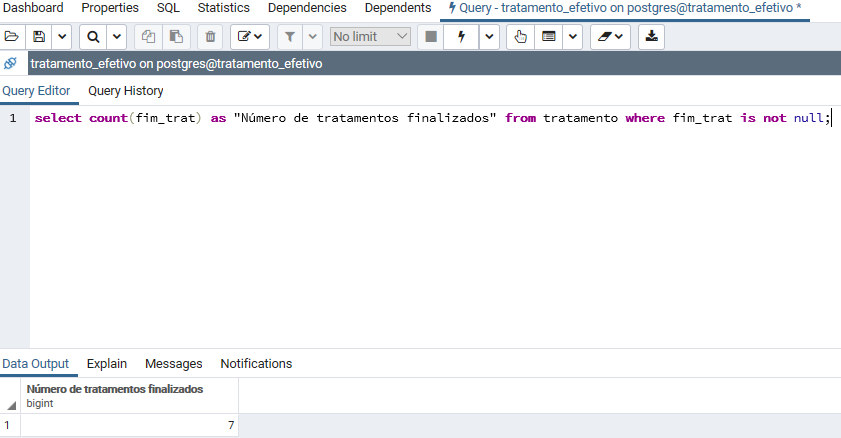 Dashboard Properties SQL Statistics Dependencies Dependents Query - tratamento_efetivo on postgres@tratamento_efetivo *
No limit
tratamento_efetivo on postgres@tratamento_efetivo
Query Editor Query History
1 select count(fim_trat) as "Número de tratamentos finalizados" from tratamento where fim_trat is not null;
Data Output Explain Messages Notifications
Número de tratamentos finalizados
bigint
1 7